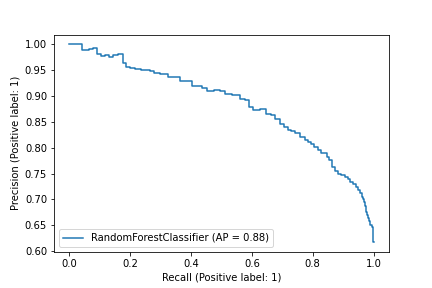 1.00
0.95
0.90
0.85
0.80
0.75
0.70
0.65
0.60
Precision (Positive label: 1)
RandomForestClassifier (AP = 0.88)
0.0 0.2 0.4 0.6 0.8 1.0
Recall (Positive label: 1)